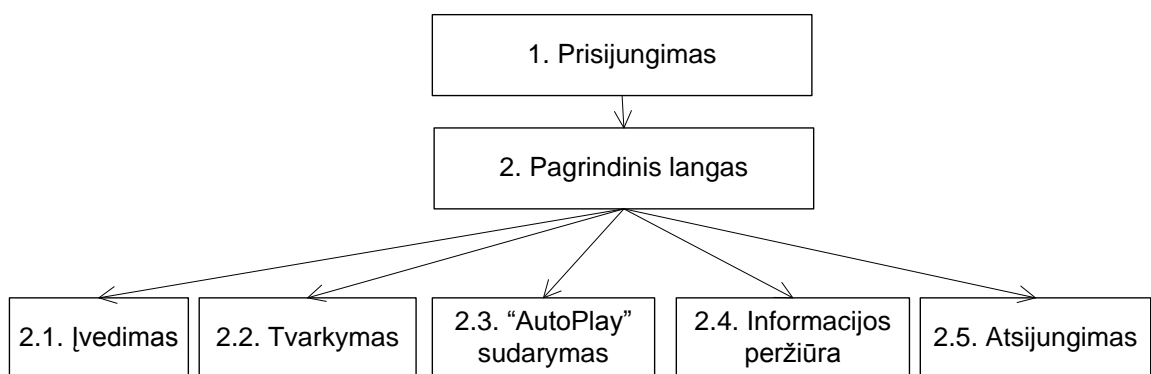 1. Prisijungimas
2. Pagrindinis langas
2.1. Įvedimas
2.2. Tvarkymas
2.3. “AutoPlay”
sudarymas
2.4. Informacijos
peržiūra
2.5. Atsijungimas